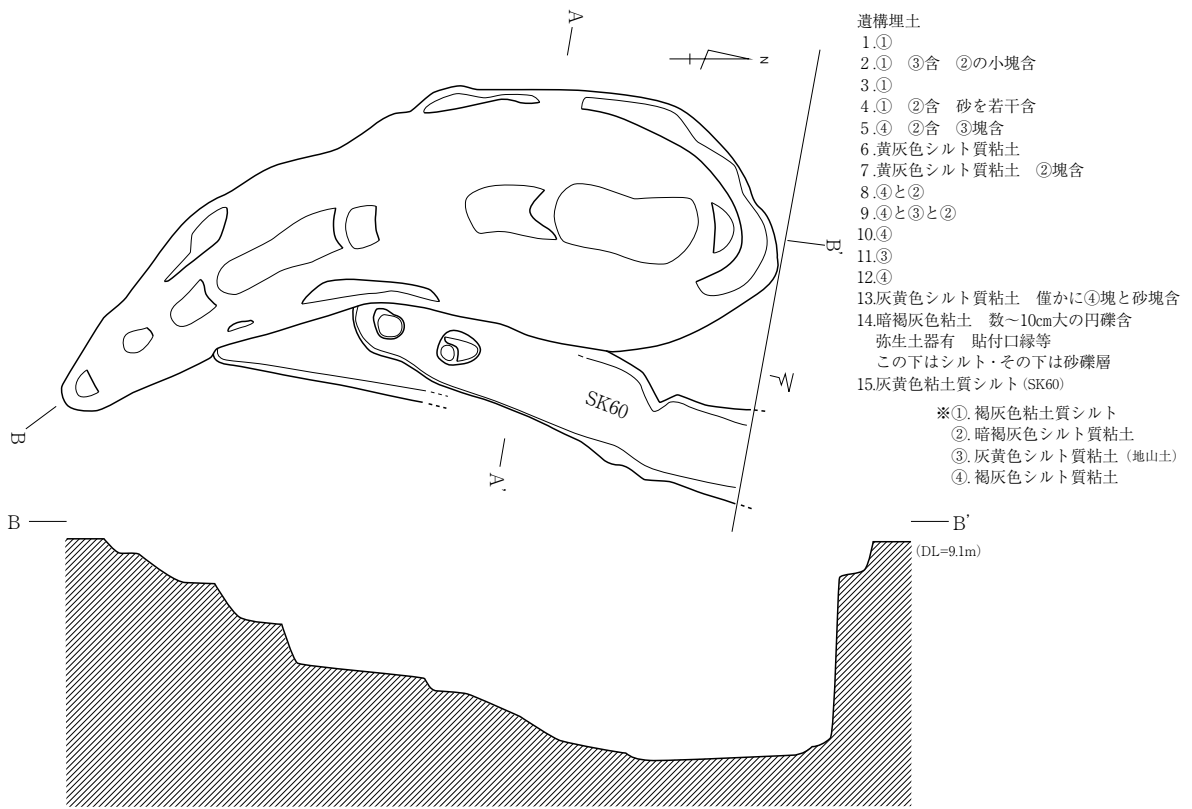 A
N
遺構埋土
1.①
2.①　③含　②の小塊含
3.①
4.①　②含　砂を若干含
5.④　②含　③塊含
6.黄灰色シルト質粘土
7.黄灰色シルト質粘土　②塊含
8.④と②
9.④と③と②
10.④
11.③
12.④
13.灰黄色シルト質粘土　僅かに④塊と砂塊含
14.暗褐灰色粘土　数～10cm大の円礫含
弥生土器有　貼付口縁等
この下はシルト・その下は砂礫層
15.灰黄色粘土質シルト(SK60)
※①. 褐灰色粘土質シルト
②. 暗褐灰色シルト質粘土
③. 灰黄色シルト質粘土（地山土）
④. 褐灰色シルト質粘土
B'
SK60
B
A'
B
B'
(DL=9.1m)